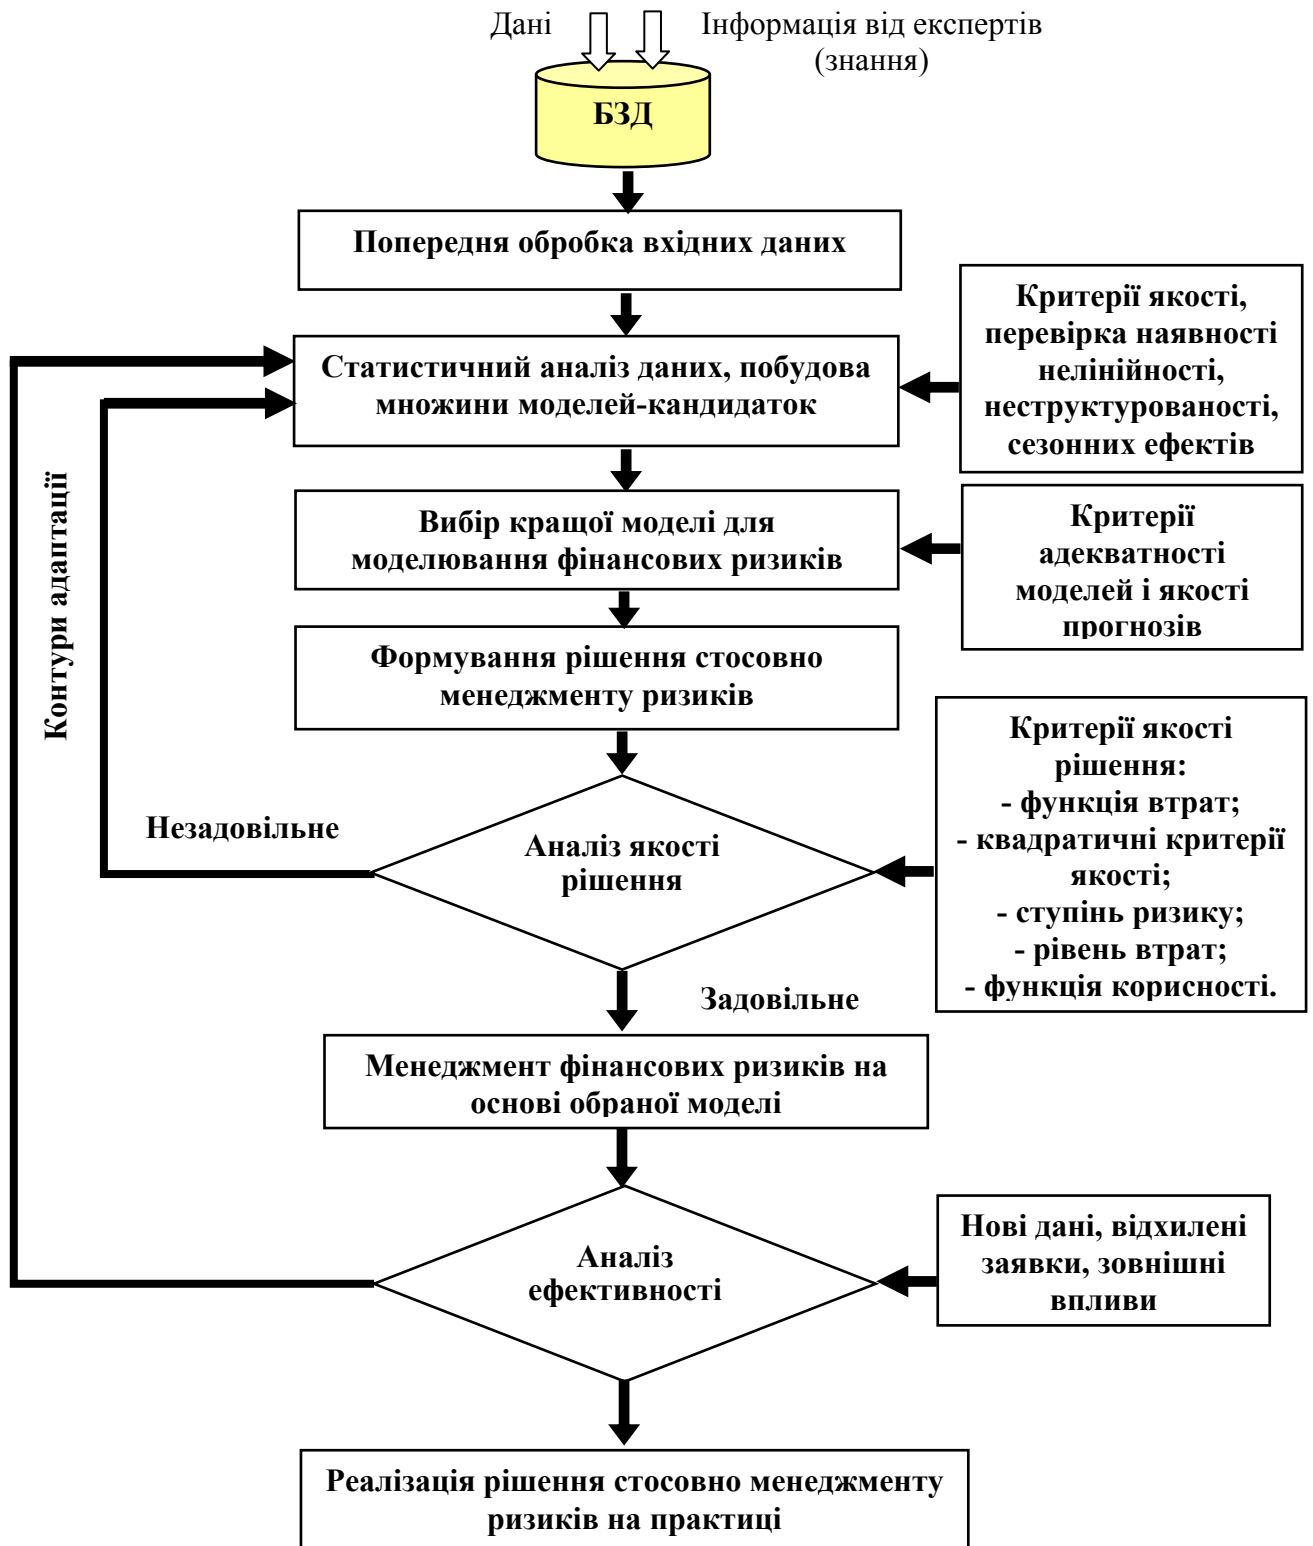 Дані
Інформація від експертів
(знання)
БЗД
Попередня обробка вхідних даних
Критерії якості,
перевірка наявності
нелінійності,
неструктурованості,
сезонних ефектів
Статистичний аналіз даних, побудова
множини моделей-кандидаток
Вибір кращої моделі для
моделювання фінансових ризиків
Критерії
адекватності
моделей і якості
прогнозів
Контури адаптації
Формування рішення стосовно
менеджменту ризиків
Критерії якості
рішення:
- функція втрат;
- квадратичні критерії
якості;
- ступінь ризику;
- рівень втрат;
- функція корисності.
Незадовільне
Аналіз якості
рішення
Задовільне
Менеджмент фінансових ризиків на
основі обраної моделі
Аналіз
ефективності
Нові дані, відхилені
заявки, зовнішні
впливи
Реалізація рішення стосовно менеджменту
ризиків на практиці